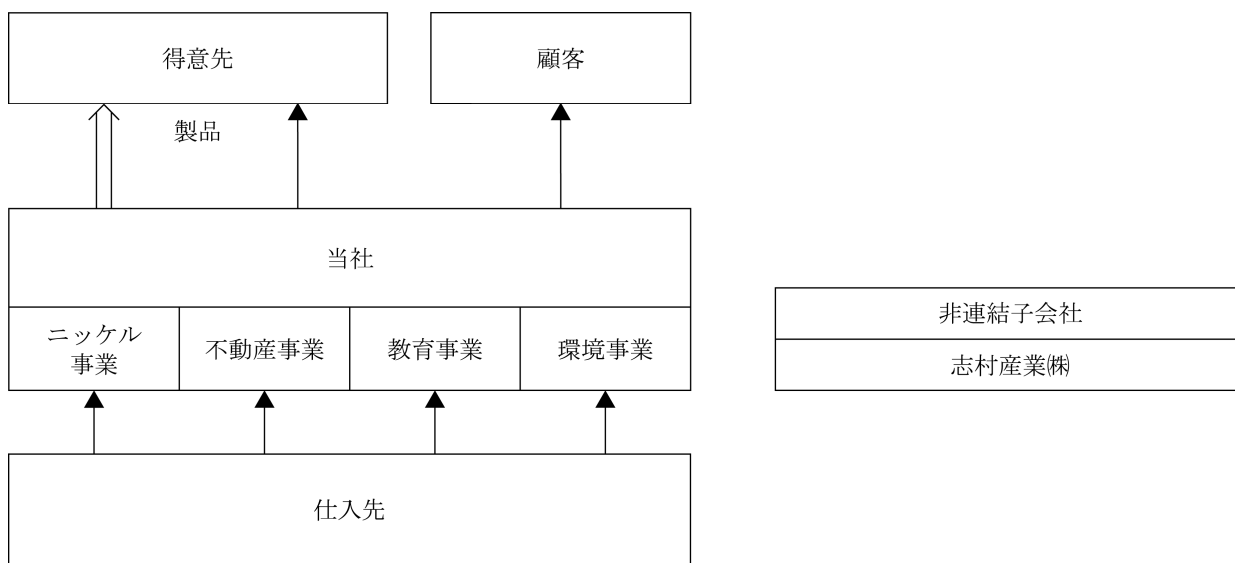 得意先
顧客
製品
当社
ニッケル
事業
不動産事業
教育事業
環境事業
非連結子会社
志村産業㈱
仕入先